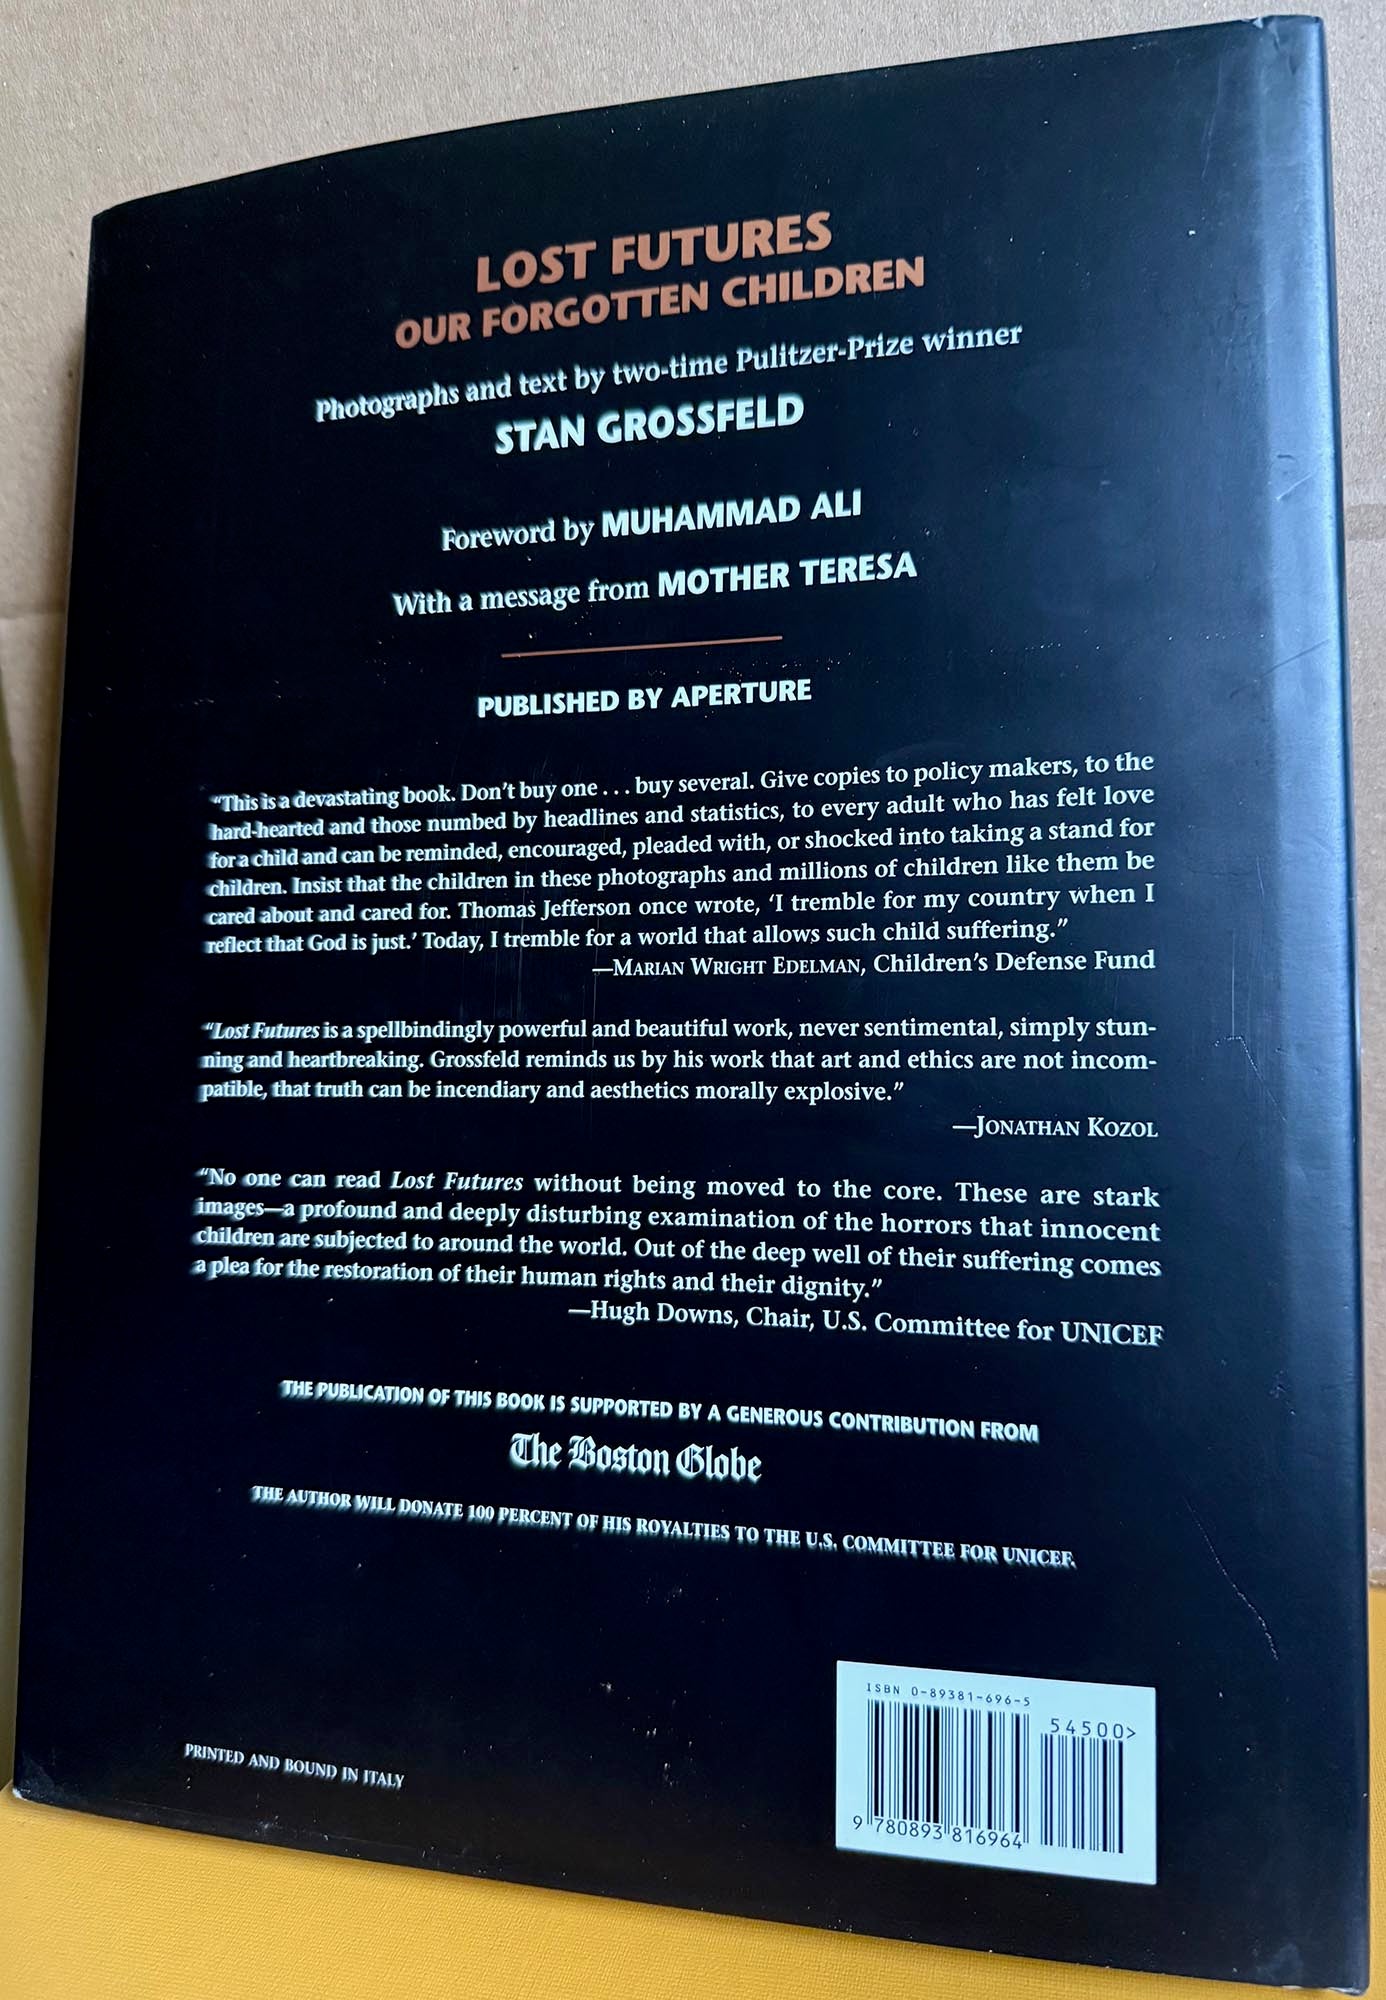 LOST FUTURES
OUR FORGOTTEN CHILDREN
Photographs and text by two-time Pulitzer-Prize winner
STAN GROSSFELD
Foreword by MUHAMMAD ALI
With a message from MOTHER TERESA
PUBLISHED BY APERTURE
“This is a devastating book. Don’t buy one . . . buy several. Give copies to policy makers, to the
hard-hearted and those numbed by headlines and statistics, to every adult who has felt love
for a child and can be reminded, encouraged, pleaded with, or shocked into taking a stand for
children. Insist that the children in these photographs and millions of children like them be
cared about and cared for. Thomas Jefferson once wrote, ‘I tremble for my country when I
reflect that God is just.’ Today, I tremble for a world that allows such child suffering.”
—MARIAN WRIGHT EDELMAN, Children’s Defense Fund
“Lost Futures is a spellbindingly powerful and beautiful work, never sentimental, simply stun-
ning and heartbreaking. Grossfeld reminds us by his work that art and ethics are not incom-
patible, that truth can be incendiary and aesthetics morally explosive.”
—JONATHAN KOZOL
“No one can read Lost Futures without being moved to the core. These are stark
images—a profound and deeply disturbing examination of the horrors that innocent
children are subjected to around the world. Out of the deep well of their suffering comes
a plea for the restoration of their human rights and their dignity.”
—Hugh Downs, Chair, U.S. Committee for UNICEF
THE PUBLICATION OF THIS BOOK IS SUPPORTED BY A GENEROUS CONTRIBUTION FROM
The Boston Globe
THE AUTHOR WILL DONATE 100 PERCENT OF HIS ROYALTIES TO THE U.S. COMMITTEE FOR UNICEF.
PRINTED AND BOUND IN ITALY
ISBN 0-89381-696-5
54500>
9 780893 816964